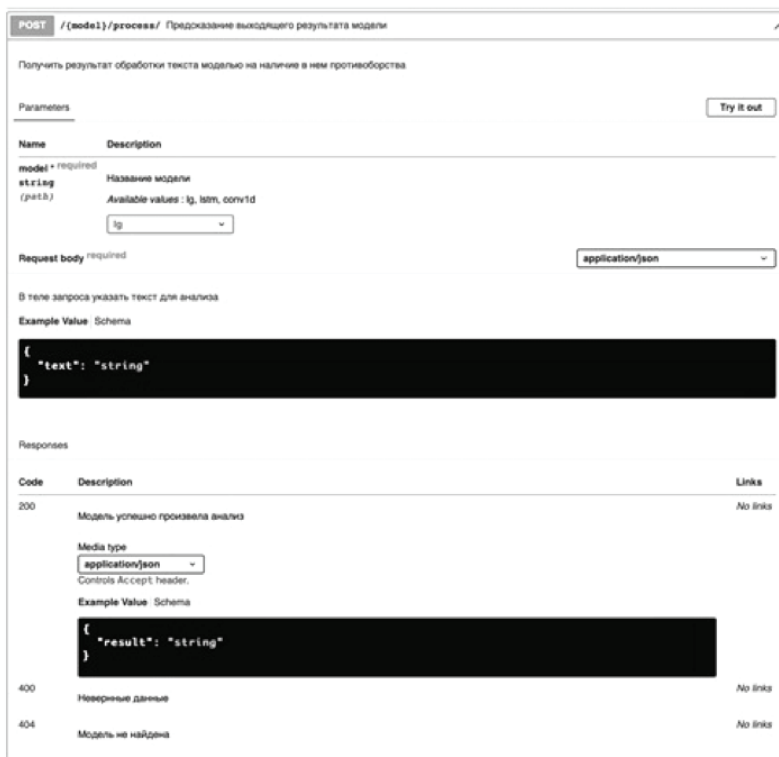 POST /{model}/process/ Предсказание выходящего результата модели
Получить результат обработки текста моделью на наличие в нем противоборства
Parameters
Try it out
Name Description
model * required
string
(path)
Название модели
Available values : lg, lstm, conv1d
lg
Request body required
application/json
В теле запроса указать текст для анализа
Example Value Schema
{
"text": "string"
}
Responses
Code Description Links
200 No links
Модель успешно произвела анализ
Media type
application/json
Controls Accept header.
Example Value Schema
{
"result": "string"
}
400 No links
Неверные данные
404 No links
Модель не найдена